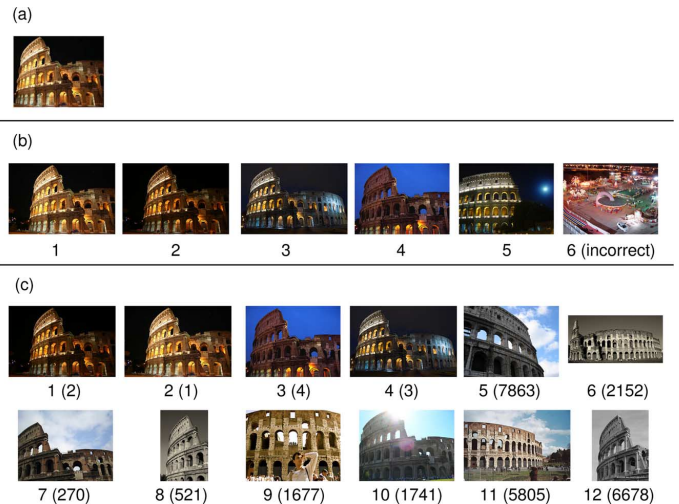 (a)
(b)
1 2 3 4 5 6 (incorrect)
(c)
1 (2) 2 (1) 3 (4) 4 (3) 5 (7863) 6 (2152)
7 (270) 8 (521) 9 (1677) 10 (1741) 11 (5805) 12 (6678)